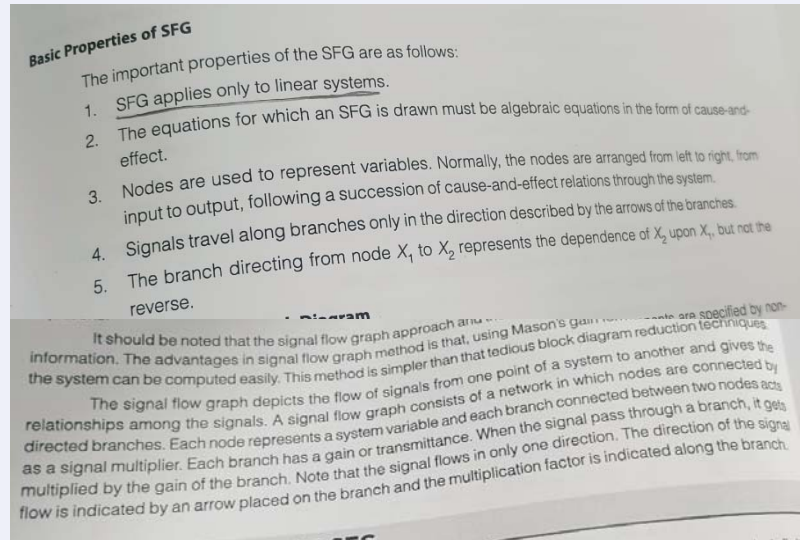 Basic Properties of SFG
The important properties of the SFG are as follows:
1. SFG applies only to linear systems.
2. The equations for which an SFG is drawn must be algebraic equations in the form of cause-and-
effect.
3. Nodes are used to represent variables. Normally, the nodes are arranged from left to right, from
input to output, following a succession of cause-and-effect relations through the system.
4. Signals travel along branches only in the direction described by the arrows of the branches.
5. The branch directing from node X₁ to X₂ represents the dependence of X₂ upon X₁, but not the
reverse.
Diagram
It should be noted that the signal flow graph approach are specified by non-
information. The advantages in signal flow graph method is that, using Mason's
the system can be computed easily. This method is simpler than that tedious block diagram reduction techniques.
The signal flow graph depicts the flow of signals from one point of a system to another and gives the
relationships among the signals. A signal flow graph consists of a network in which nodes are connected by
directed branches. Each node represents a system variable and each branch connected between two nodes acts
as a signal multiplier. Each branch has a gain or transmittance. When the signal pass through a branch, it gets
multiplied by the gain of the branch. Note that the signal flows in only one direction. The direction of the signal
flow is indicated by an arrow placed on the branch and the multiplication factor is indicated along the branch.